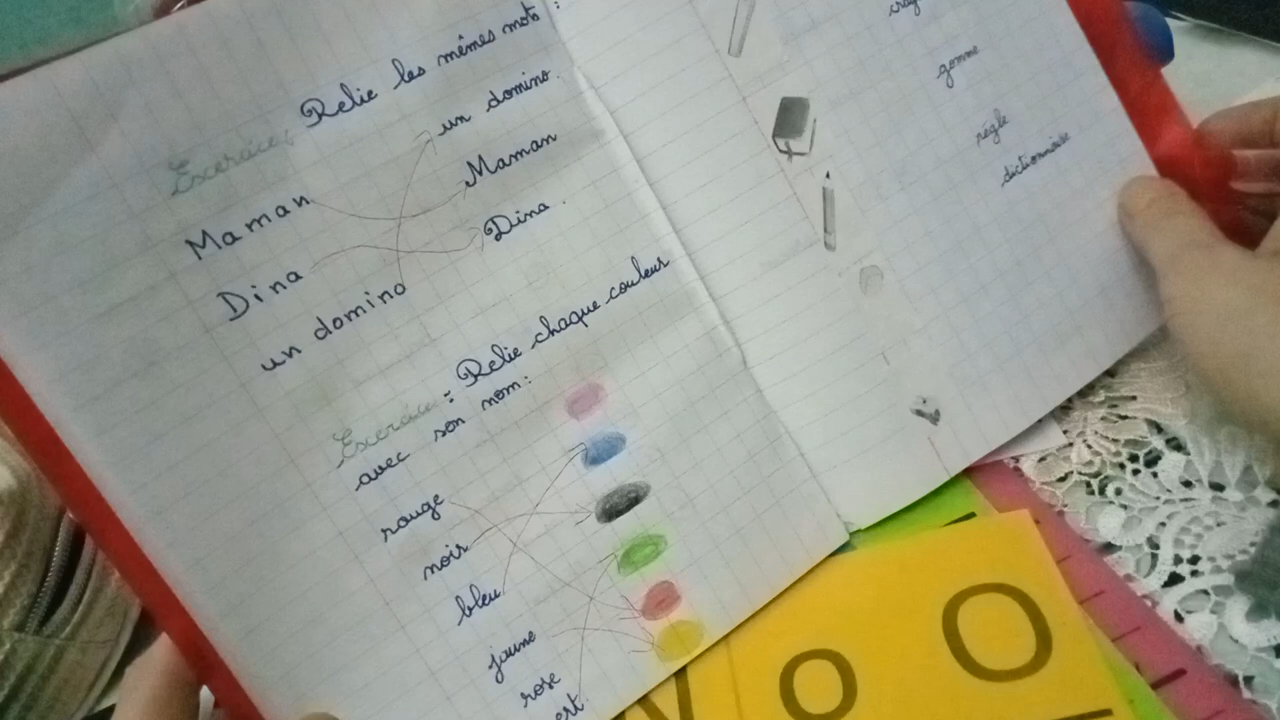 Exercice: Relie les mêmes mots:
Maman
Dina
un domino
un domino.
Maman
Dina.
Exercice: Relie chaque couleur
avec son nom:
rouge
noir
bleu
jaune
rose
gomme
règle
dictionnaire
O
O